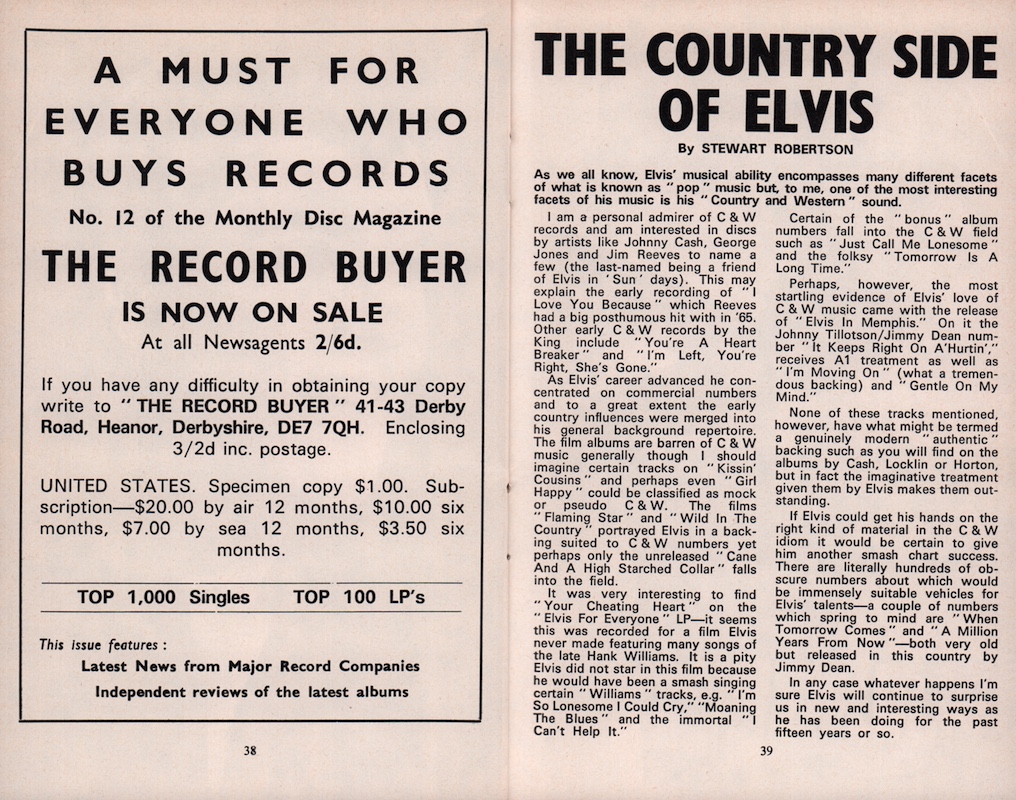 A MUST FOR
EVERYONE WHO
BUYS RECORDS
No. 12 of the Monthly Disc Magazine
THE RECORD BUYER
IS NOW ON SALE
At all Newsagents 2/6d.
If you have any difficulty in obtaining your copy
write to "THE RECORD BUYER" 41-43 Derby
Road, Heanor, Derbyshire, DE7 7QH. Enclosing
3/2d inc. postage.
UNITED STATES. Specimen copy $1.00. Sub-
scription—$20.00 by air 12 months, $10.00 six
months, $7.00 by sea 12 months, $3.50 six
months.
TOP 1,000 Singles TOP 100 LP's
This issue features :
Latest News from Major Record Companies
Independent reviews of the latest albums
38
THE COUNTRY SIDE
OF ELVIS
By STEWART ROBERTSON
As we all know, Elvis' musical ability encompasses many different facets
of what is known as "pop" music but, to me, one of the most interesting
facets of his music is his "Country and Western" sound.
I am a personal admirer of C & W
records and am interested in discs
by artists like Johnny Cash, George
Jones and Jim Reeves to name a
few (the last-named being a friend
of Elvis in 'Sun' days). This may
explain the early recording of "I
Love You Because" which Reeves
had a big posthumous hit with in '65.
Other early C & W records by the
King include "You're A Heart
Breaker" and "I'm Left, You're
Right, She's Gone."
As Elvis' career advanced he con-
centrated on commercial numbers
and to a great extent the early
country influences were merged into
his general background repertoire.
The film albums are barren of C & W
music generally though I should
imagine certain tracks on "Kissin'
Cousins" and perhaps even "Girl
Happy" could be classified as mock
or pseudo C & W. The films
"Flaming Star" and "Wild In The
Country" portrayed Elvis in a back-
ing suited to C & W numbers yet
perhaps only the unreleased "Cane
And A High Starched Collar" falls
into the field.
It was very interesting to find
"Your Cheating Heart" on the
"Elvis For Everyone" LP—it seems
this was recorded for a film Elvis
never made featuring many songs of
the late Hank Williams. It is a pity
Elvis did not star in this film because
he would have been a smash singing
certain "Williams" tracks, e.g. "I'm
So Lonesome I Could Cry," "Moaning
The Blues" and the immortal "I
Can't Help It."
Certain of the "bonus" album
numbers fall into the C & W field
such as "Just Call Me Lonesome"
and the folksy "Tomorrow Is A
Long Time."
Perhaps, however, the most
startling evidence of Elvis' love of
C & W music came with the release
of "Elvis In Memphis." On it the
Johnny Tillotson/Jimmy Dean num-
ber "It Keeps Right On A'Hurtin',"
receives A1 treatment as well as
"I'm Moving On" (what a tremen-
dous backing) and "Gentle On My
Mind."
None of these tracks mentioned,
however, have what might be termed
a genuinely modern "authentic"
backing such as you will find on the
albums by Cash, Locklin or Horton,
but in fact the imaginative treatment
given them by Elvis makes them out-
standing.
If Elvis could get his hands on the
right kind of material in the C & W
idiom it would be certain to give
him another smash chart success.
There are literally hundreds of ob-
scure numbers about which would
be immensely suitable vehicles for
Elvis' talents—a couple of numbers
which spring to mind are "When
Tomorrow Comes" and "A Million
Years From Now"—both very old
but released in this country by
Jimmy Dean.
In any case whatever happens I'm
sure Elvis will continue to surprise
us in new and interesting ways as
he has been doing for the past
fifteen years or so.
39